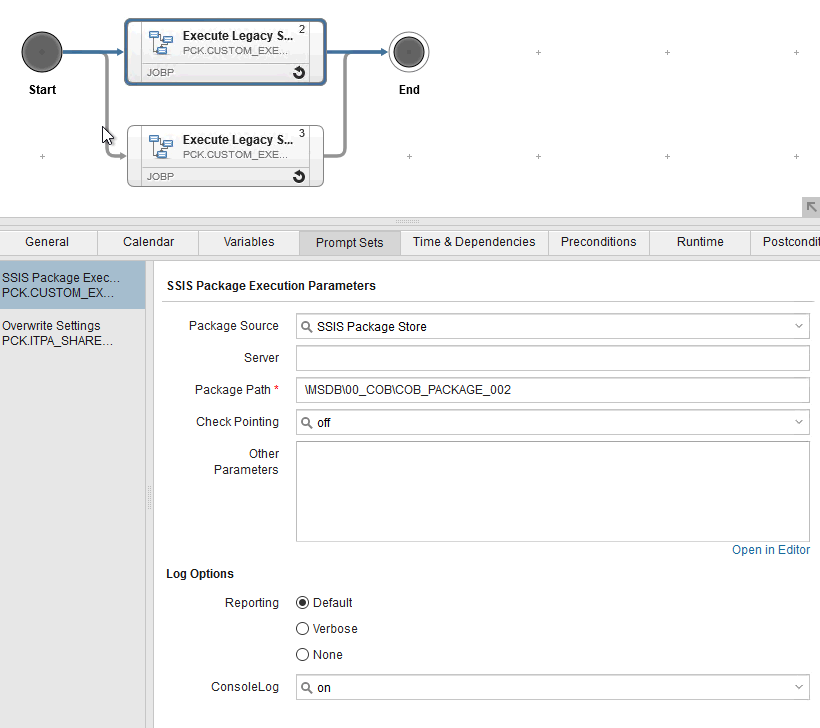 Execute Legacy S... 2
PCK.CUSTOM_EXE...
JOBP
Start
End
Execute Legacy S... 3
PCK.CUSTOM_EXE...
JOBP
General Calendar Variables Prompt Sets Time & Dependencies Preconditions Runtime Postcondit
SSIS Package Exec...
PCK.CUSTOM_EX...
Overwrite Settings
PCK.ITPA_SHARE...
SSIS Package Execution Parameters
Package Source SSIS Package Store
Server
Package Path * \MSDB\00_COB\COB_PACKAGE_002
Check Pointing off
Other
Parameters
Open in Editor
Log Options
Reporting Default
Verbose
None
ConsoleLog on